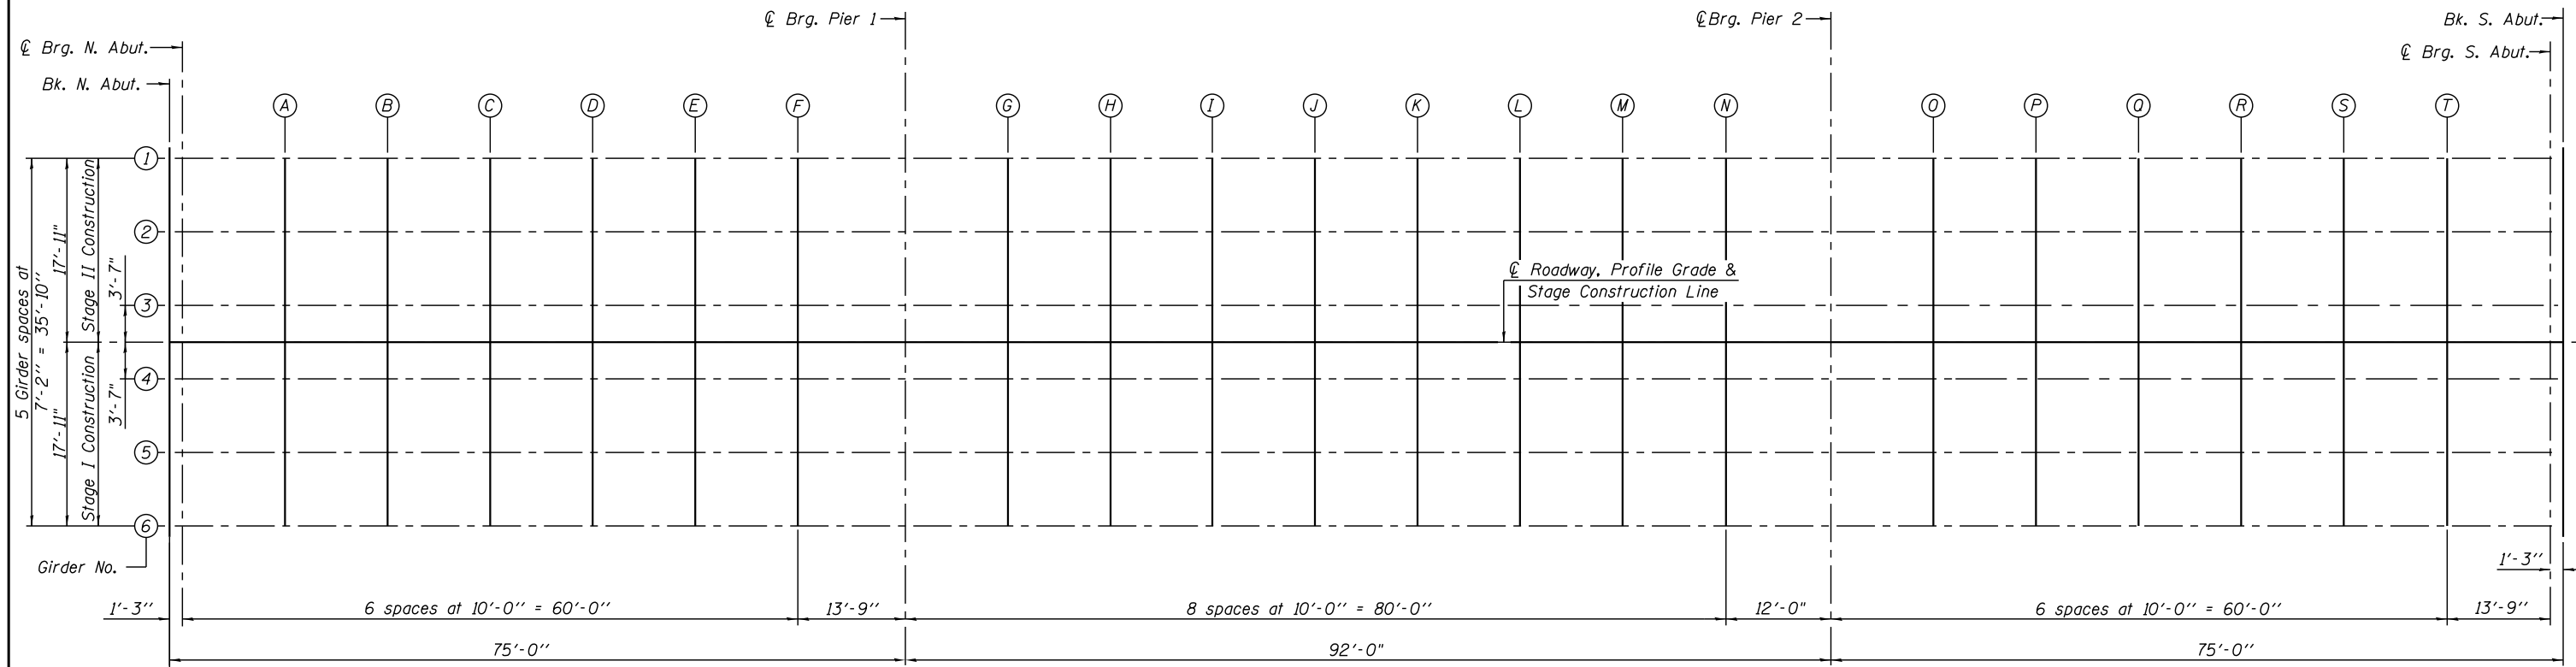 ℄ Brg. Pier 1
℄ Brg. Pier 2
Bk. S. Abut.
℄ Brg. N. Abut.
℄ Brg. S. Abut.
Bk. N. Abut.
A B C D E F G H I J K L M N O P Q R S T
1
2
3
4
5
6
5 Girder spaces at
7'-2'' = 35'-10''
17'-11"
17'-11"
Stage II Construction
Stage I Construction
3'-7"
3'-7"
℄ Roadway, Profile Grade &
Stage Construction Line
Girder No.
1'-3''
1'-3'' 6 spaces at 10'-0'' = 60'-0'' 13'-9'' 8 spaces at 10'-0'' = 80'-0'' 12'-0" 6 spaces at 10'-0'' = 60'-0'' 13'-9''
75'-0'' 92'-0" 75'-0''